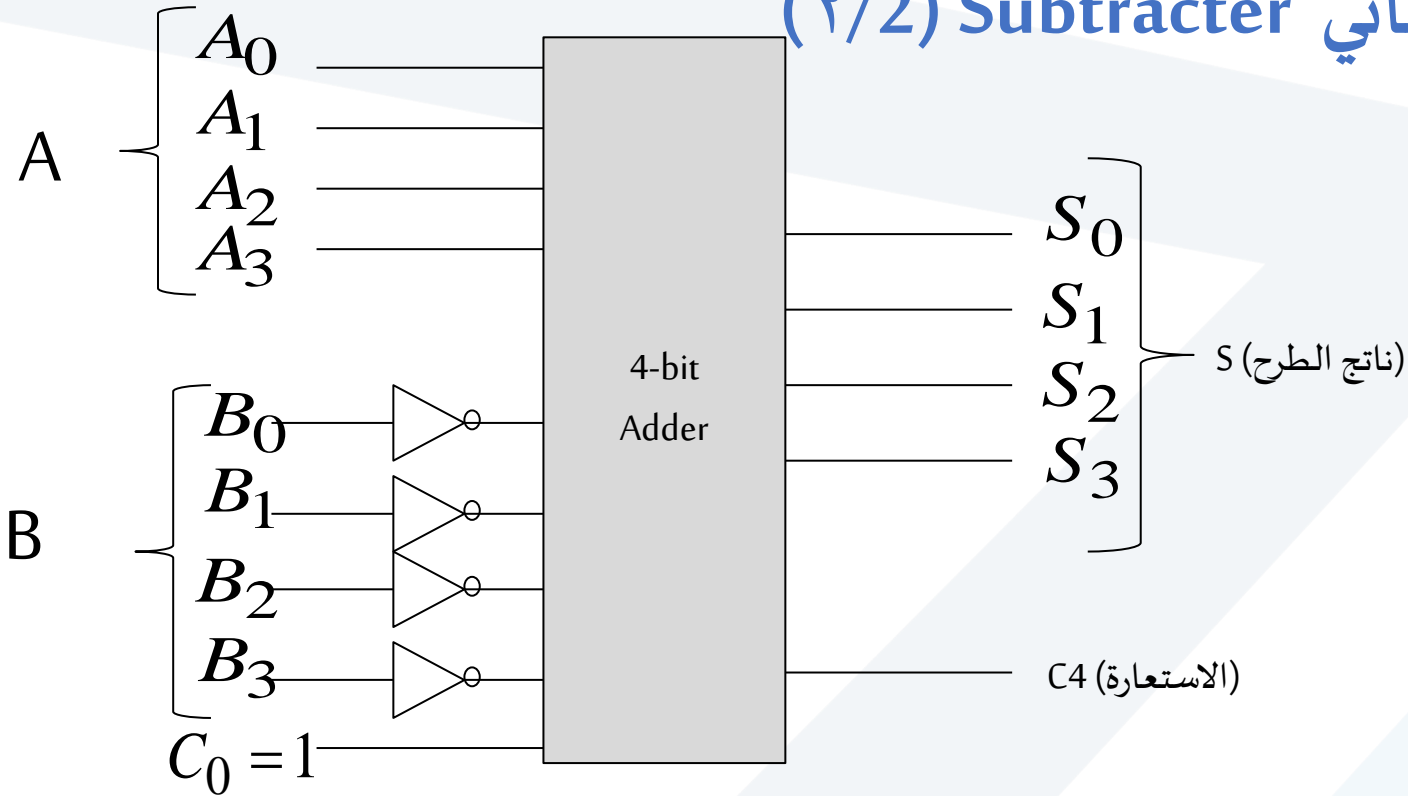 Subtracter (٢/2)
A
A0
A1
A2
A3
B
B0
B1
B2
B3
C0 = 1
4-bit
Adder
S0
S1
S2
S3
S (ناتج الطرح)
C4 (الاستعارة)